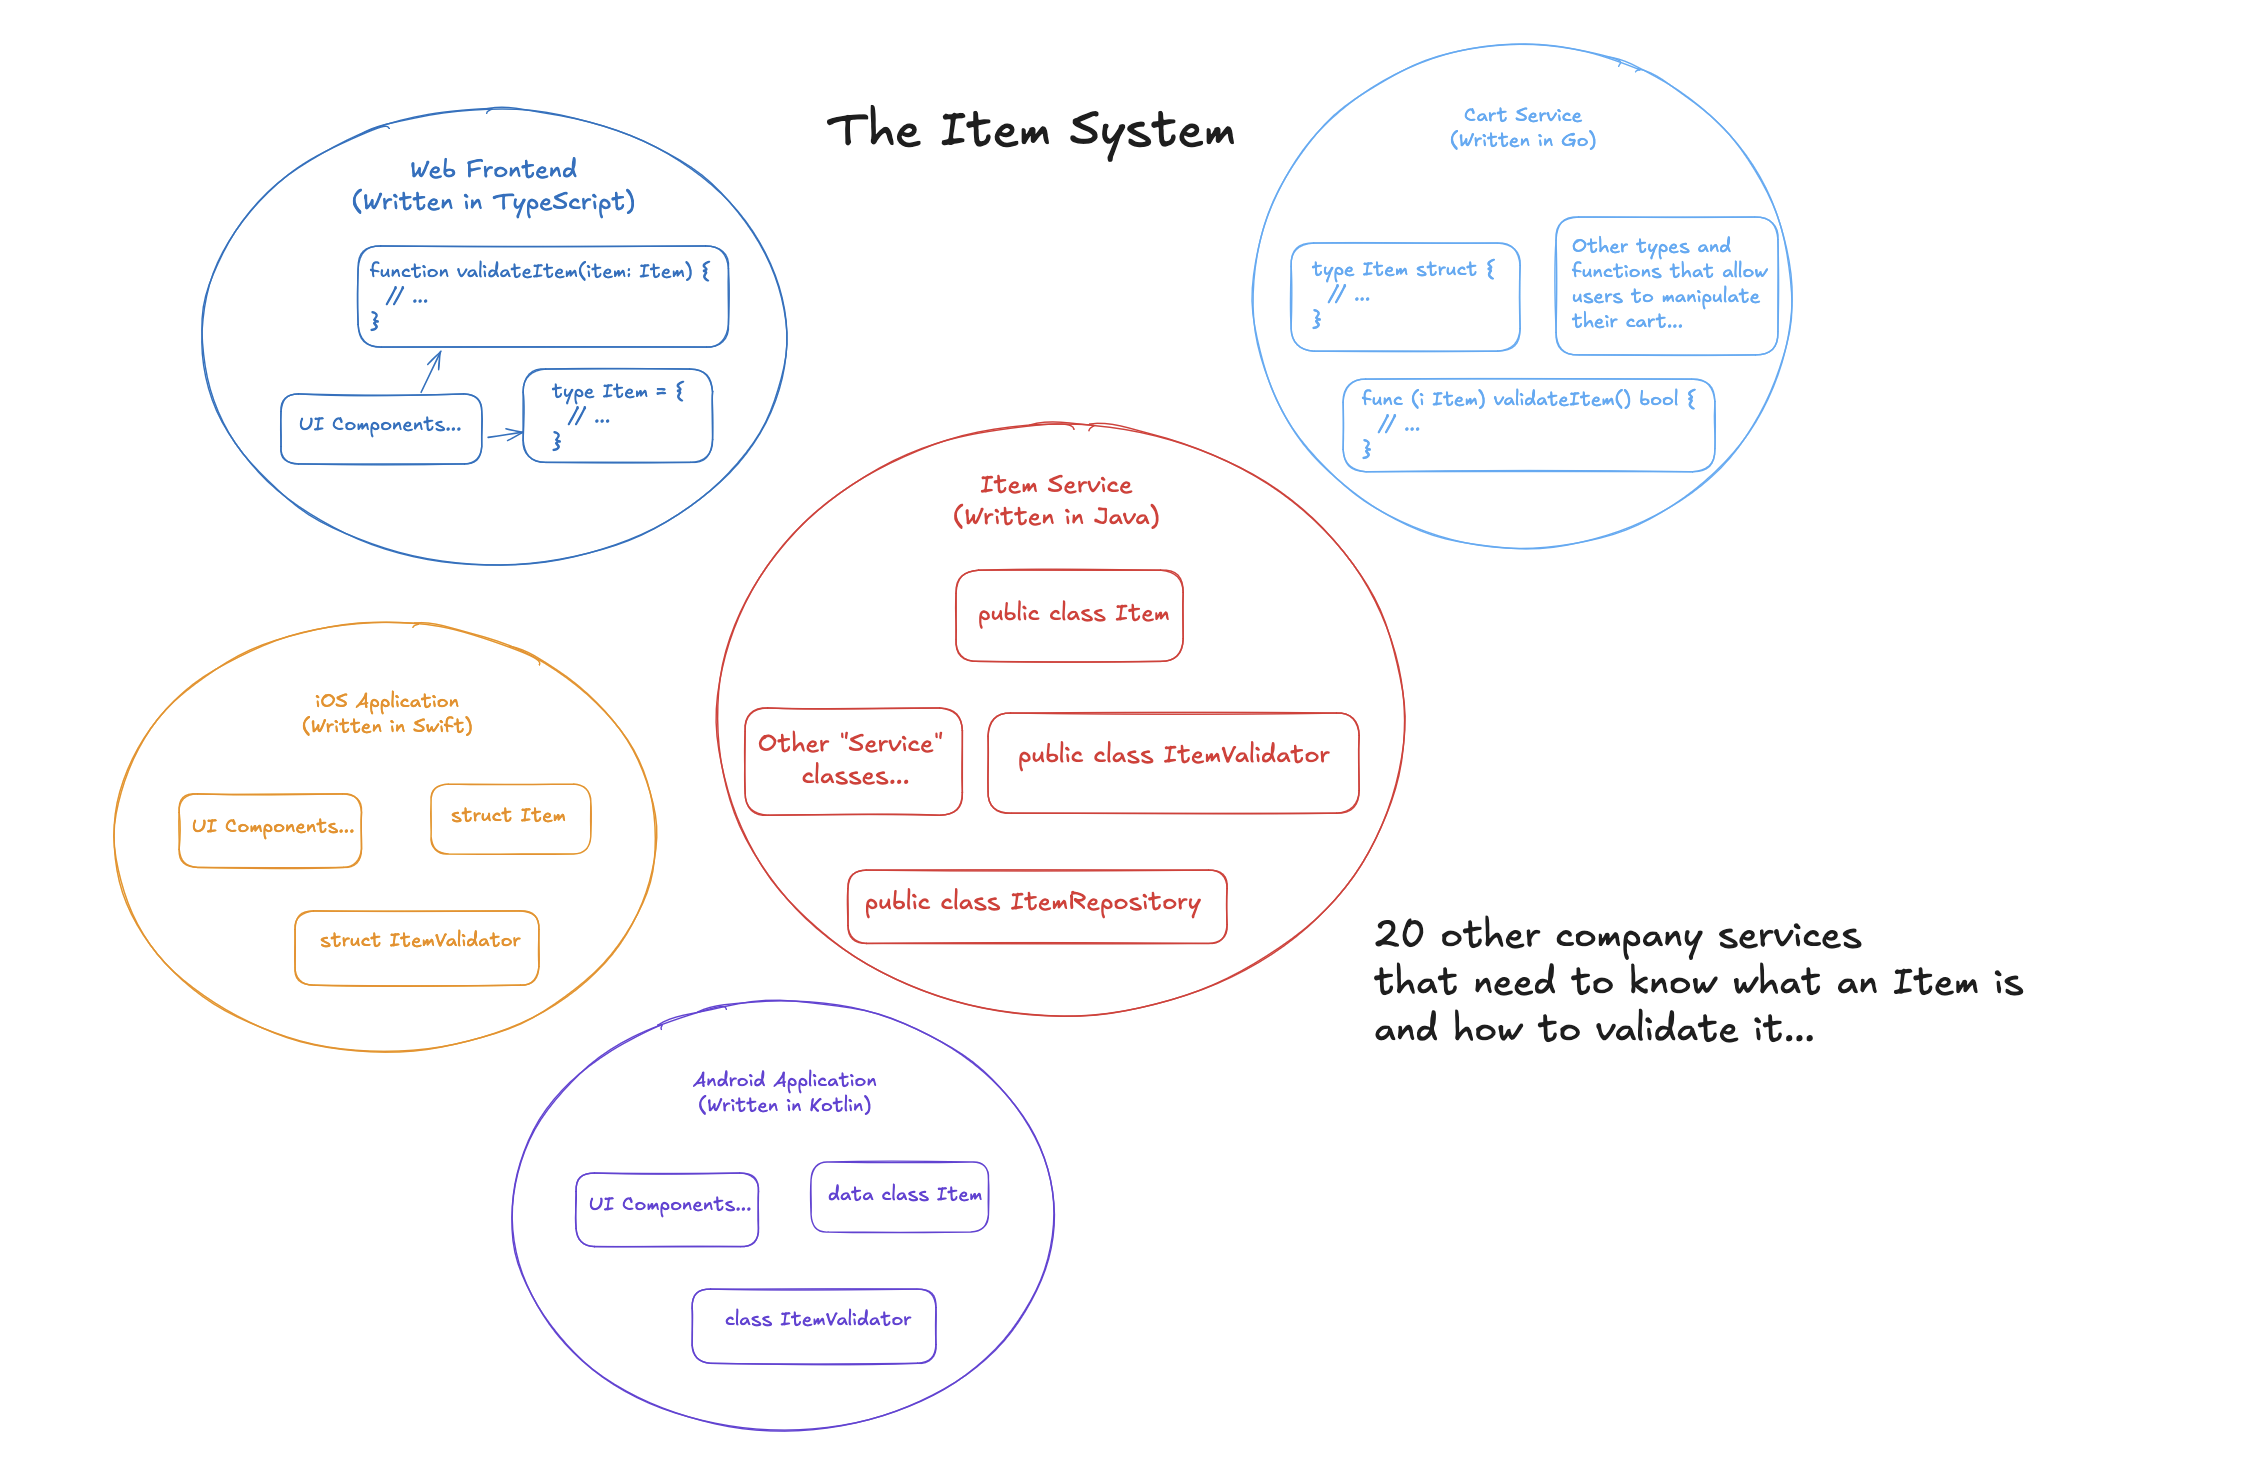 The Item System
Web Frontend
(Written in TypeScript)
function validateItem(item: Item) {
// ...
}
UI Components...
type Item = {
// ...
}
Cart Service
(Written in Go)
type Item struct {
// ...
}
Other types and
functions that allow
users to manipulate
their cart...
func (i Item) validateItem() bool {
// ...
}
Item Service
(Written in Java)
public class Item
Other "Service"
classes...
public class ItemValidator
public class ItemRepository
iOS Application
(Written in Swift)
UI Components...
struct Item
struct ItemValidator
20 other company services
that need to know what an Item is
and how to validate it...
Android Application
(Written in Kotlin)
UI Components...
data class Item
class ItemValidator